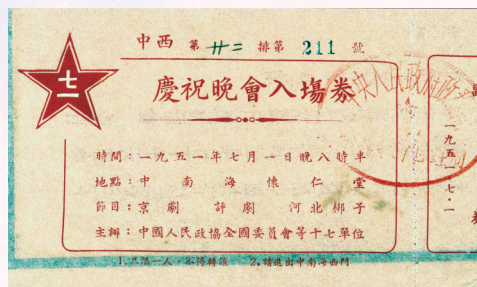 七一
中西 第 廿二 排第 211 號
慶祝晚會入場券
時間：一九五一年七月一日晚八時半
地點：中南海懷仁堂
節目：京劇 評劇 河北梆子
主辦：中國人民政協全國委員會等十七單位
1.只限一人，不得轉讓 2.請進出中南海西門
中央人民政府政
一九五一·七·一